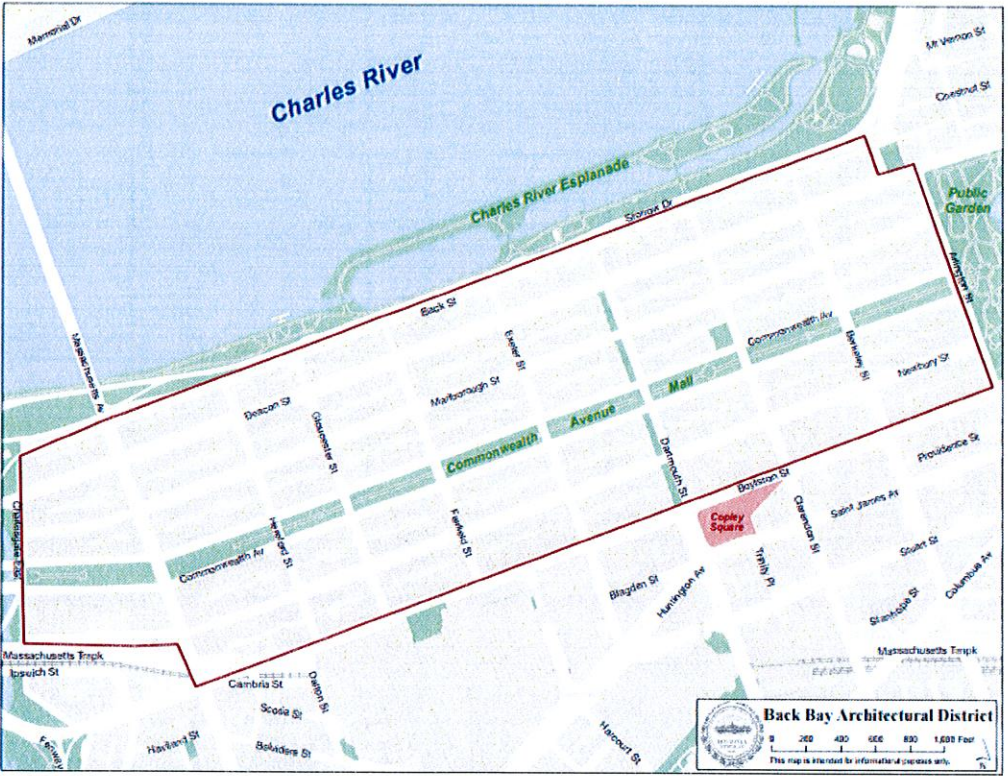 Memorial Dr
Charles River
Mt Vernon St
Chestnut St
Charles River Esplanade
Storrow Dr
Public
Garden
Arlington St
Massachusetts Av
Back St
Exeter St
Commonwealth Av
Berkeley St
Newbury St
Marlborough St
Beacon St
Gloucester St
Commonwealth
Avenue
Mall
Dartmouth St
Boylston St
Providence St
Copley
Square
Clarendon St
Saint James Av
Charlesgate East
Hereford St
Commonwealth Av
Fairfield St
Trinity Pl
Stuart St
Columbus Av
Blagden St
Huntington Av
Stanhope St
Massachusetts Trnpk
Ipswich St
Massachusetts Trnpk
Cambria St
Dalton St
Scotia St
Haviland St
Belvidere St
Fenway
Harcourt St
Back Bay Architectural District
0 200 400 600 800 1,600 Feet
This map is intended for informational purposes only.
N